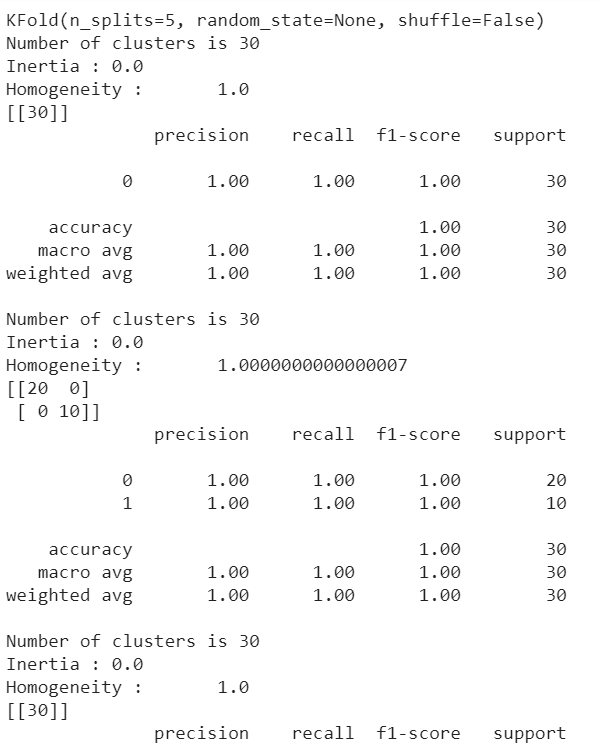 KFold(n_splits=5, random_state=None, shuffle=False)
Number of clusters is 30
Inertia : 0.0
Homogeneity :       1.0
[[30]]
              precision    recall  f1-score   support

           0       1.00      1.00      1.00        30

    accuracy                           1.00        30
   macro avg       1.00      1.00      1.00        30
weighted avg       1.00      1.00      1.00        30

Number of clusters is 30
Inertia : 0.0
Homogeneity :       1.0000000000000007
[[20  0]
 [ 0 10]]
              precision    recall  f1-score   support

           0       1.00      1.00      1.00        20
           1       1.00      1.00      1.00        10

    accuracy                           1.00        30
   macro avg       1.00      1.00      1.00        30
weighted avg       1.00      1.00      1.00        30

Number of clusters is 30
Inertia : 0.0
Homogeneity :       1.0
[[30]]
              precision    recall  f1-score   support